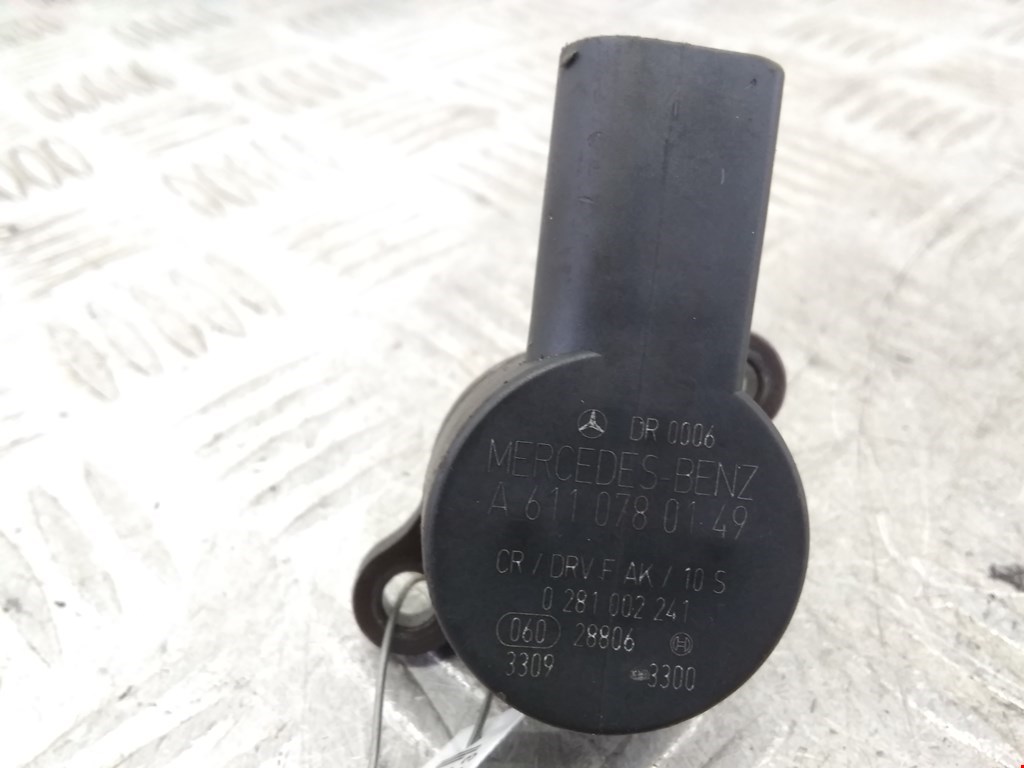 DR 0006
MERCEDES-BENZ
A 611 078 01 49
CR / DRV F AK / 10 S
0 281 002 241
060 28806
3309 3300